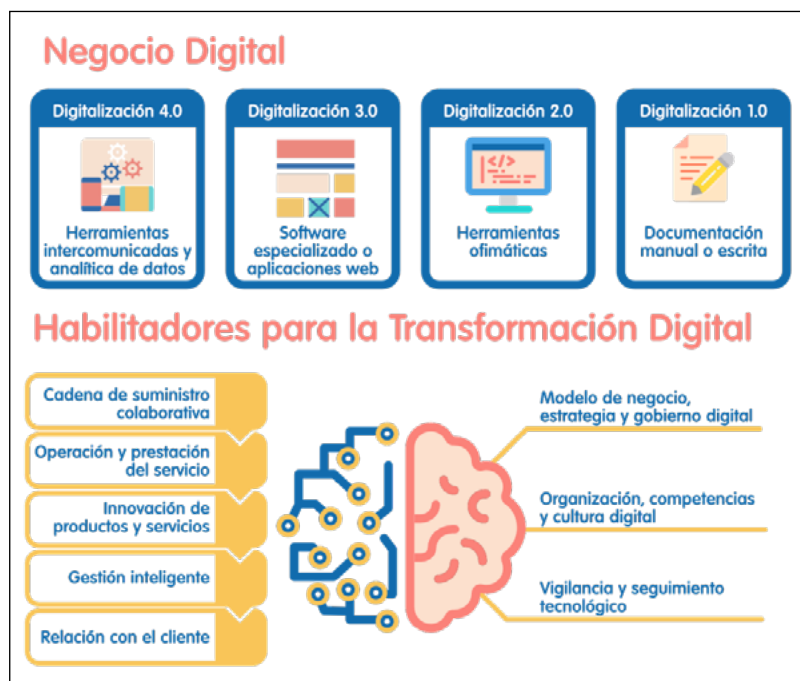 Negocio Digital
Digitalización 4.0
Herramientas
intercomunicadas y
analítica de datos
Digitalización 3.0
Software
especializado o
aplicaciones web
Digitalización 2.0
</>
Herramientas
ofimáticas
Digitalización 1.0
Documentación
manual o escrita
Habilitadores para la Transformación Digital
Cadena de suministro
colaborativa
Operación y prestación
del servicio
Innovación de
productos y servicios
Gestión inteligente
Relación con el cliente
Modelo de negocio,
estrategia y gobierno digital
Organización, competencias
y cultura digital
Vigilancia y seguimiento
tecnológico